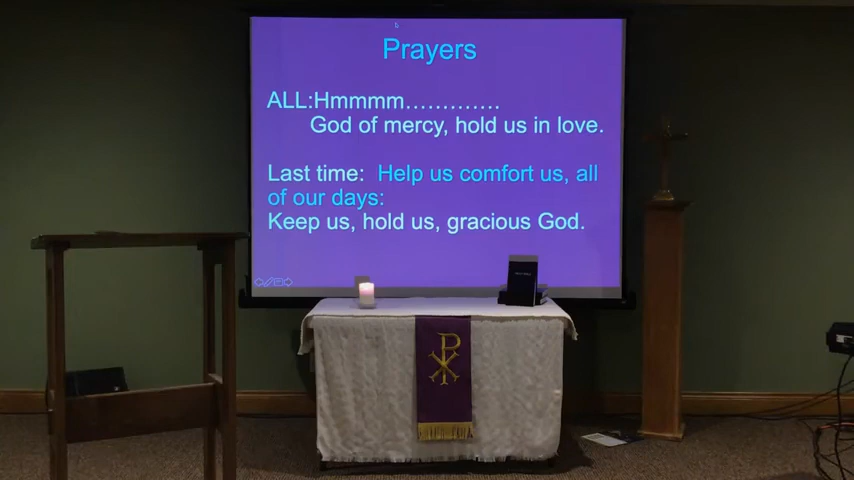 Prayers
ALL:Hmmmm.............
God of mercy, hold us in love.
Last time: Help us comfort us, all
of our days:
Keep us, hold us, gracious God.